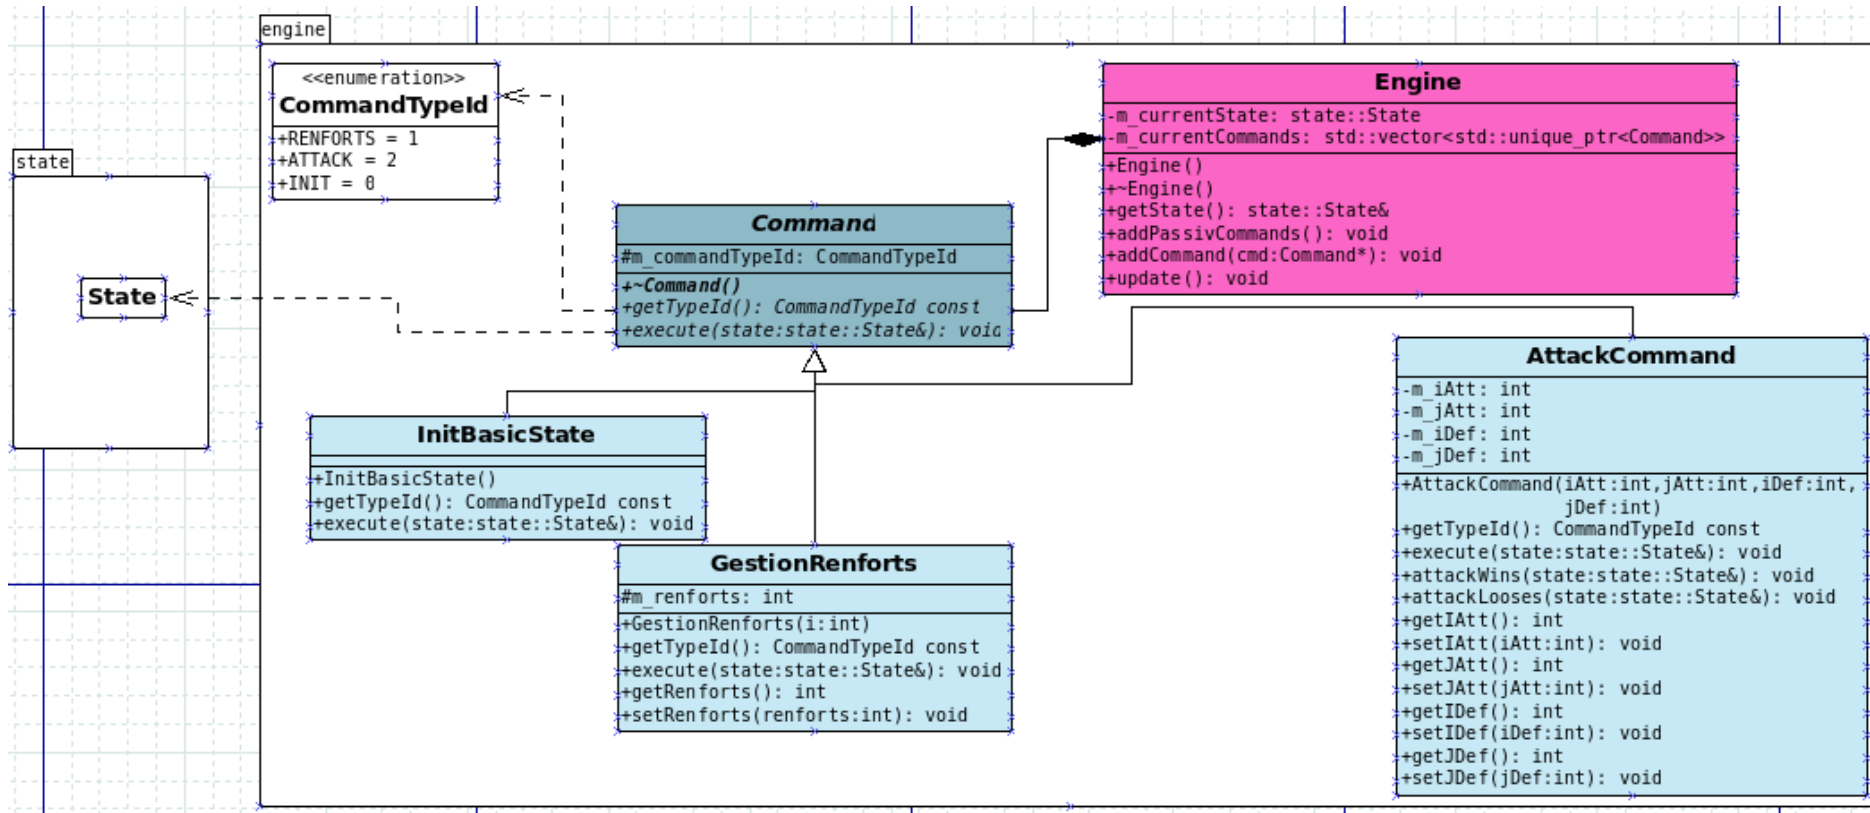 engine
<<enumeration>>
CommandTypeId
+RENFORTS = 1
+ATTACK = 2
+INIT = 0
state
State
Command
#m_commandTypeId: CommandTypeId
+~Command()
+getTypeId(): CommandTypeId const
+execute(state:state::State&): void
Engine
-m_currentState: state::State
-m_currentCommands: std::vector<std::unique_ptr<Command>>
+Engine()
+~Engine()
+getState(): state::State&
+addPassivCommands(): void
+addCommand(cmd:Command*): void
+update(): void
InitBasicState
+InitBasicState()
+getTypeId(): CommandTypeId const
+execute(state:state::State&): void
GestionRenforts
#m_renforts: int
+GestionRenforts(i:int)
+getTypeId(): CommandTypeId const
+execute(state:state::State&): void
+getRenforts(): int
+setRenforts(renforts:int): void
AttackCommand
-m_iAtt: int
-m_jAtt: int
-m_iDef: int
-m_jDef: int
+AttackCommand(iAtt:int,jAtt:int,iDef:int,
jDef:int)
+getTypeId(): CommandTypeId const
+execute(state:state::State&): void
+attackWins(state:state::State&): void
+attackLooses(state:state::State&): void
+getIAtt(): int
+setIAtt(iAtt:int): void
+getJAtt(): int
+setJAtt(jAtt:int): void
+getIDef(): int
+setIDef(iDef:int): void
+getJDef(): int
+setJDef(jDef:int): void